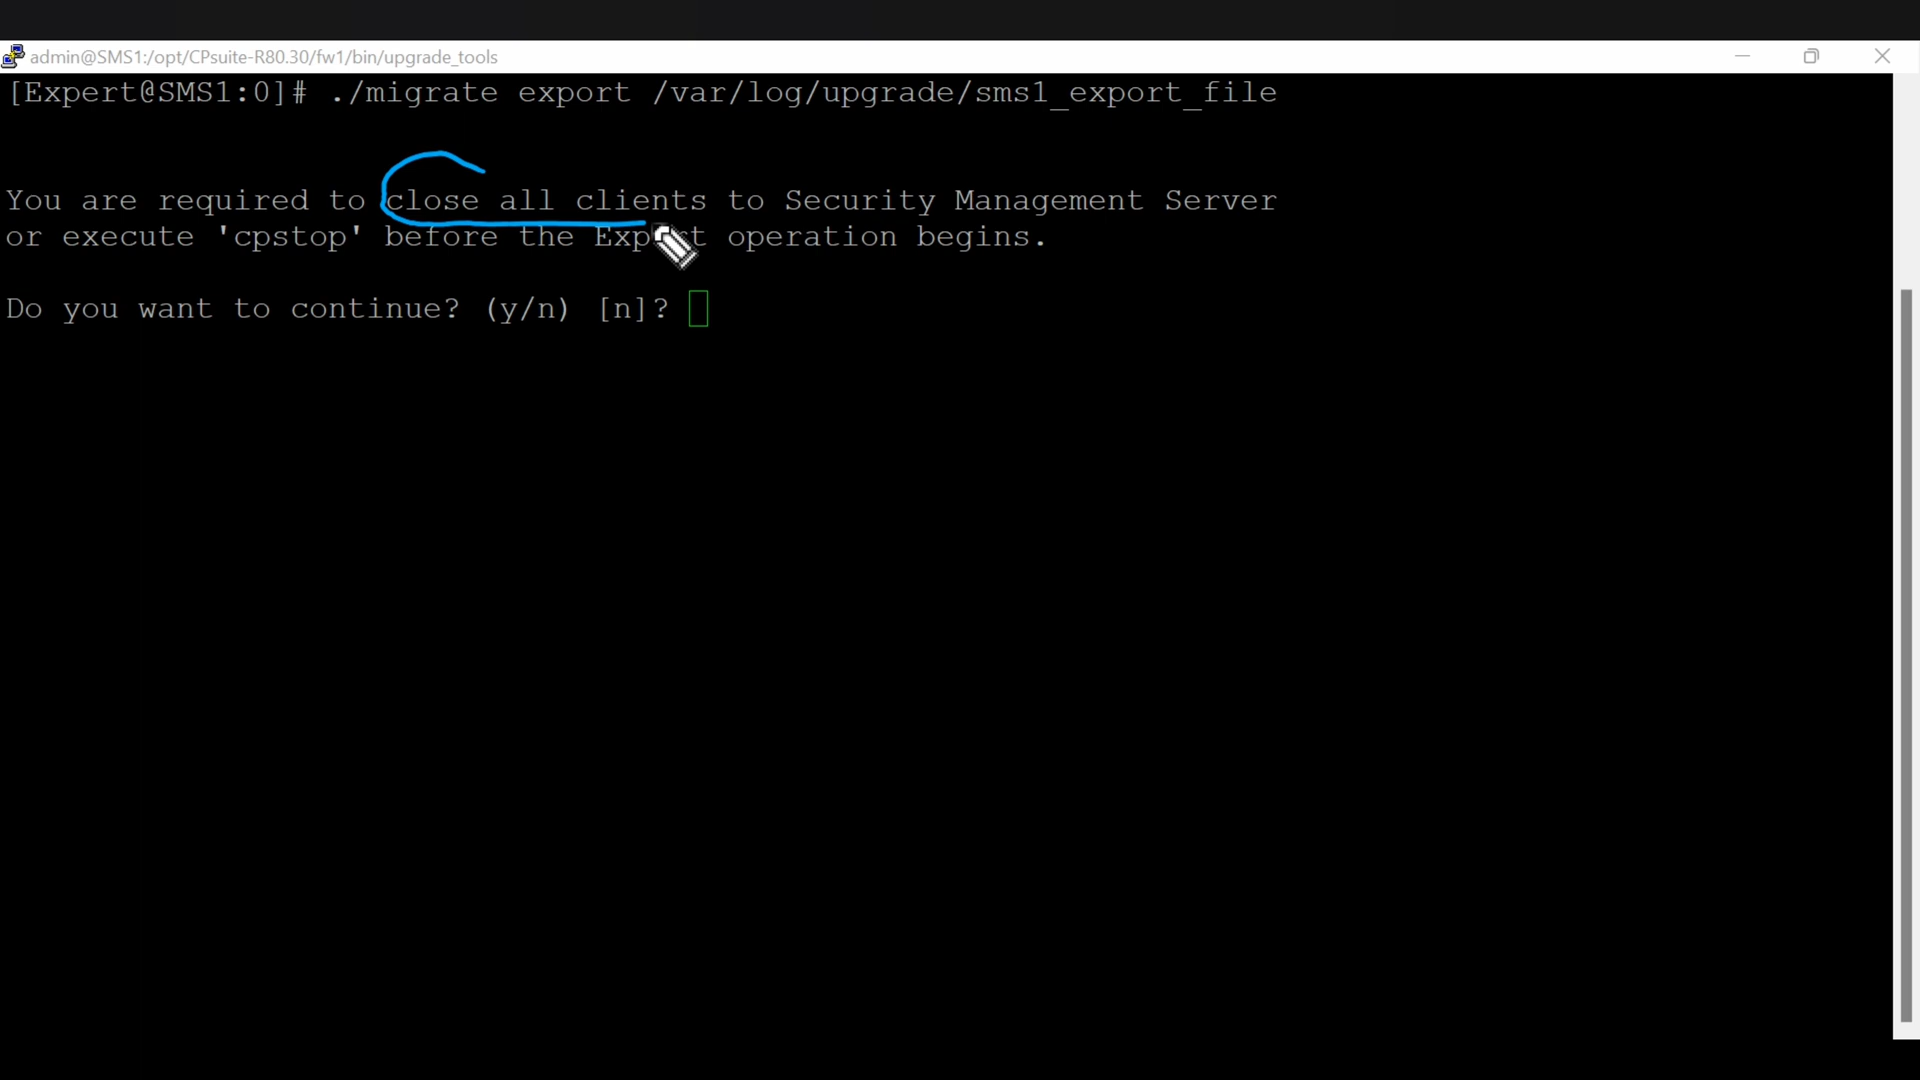 admin@SMS1:/opt/CPsuite-R80.30/fw1/bin/upgrade_tools
[Expert@SMS1:0]# ./migrate export /var/log/upgrade/sms1_export_file
You are required to close all clients to Security Management Server
or execute 'cpstop' before the Export operation begins.
Do you want to continue? (y/n) [n]?